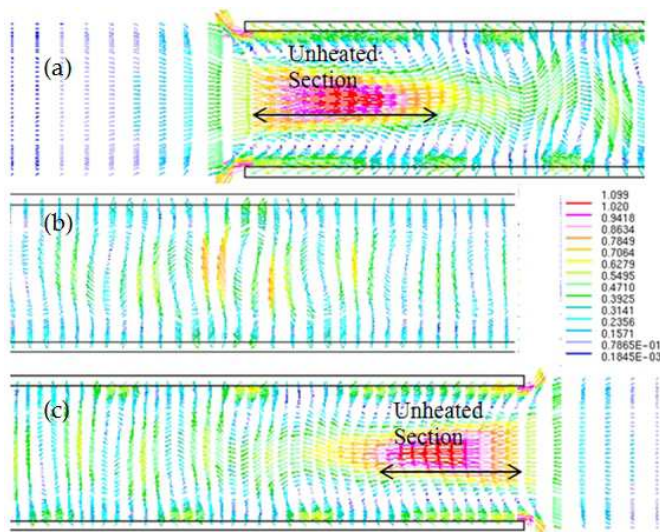 (a)
Unheated
Section
(b)
1.099
1.020
0.9418
0.8634
0.7849
0.7064
0.6279
0.5495
0.4710
0.3925
0.3141
0.2356
0.1571
0.7865E-01
0.1845E-03
(c)
Unheated
Section